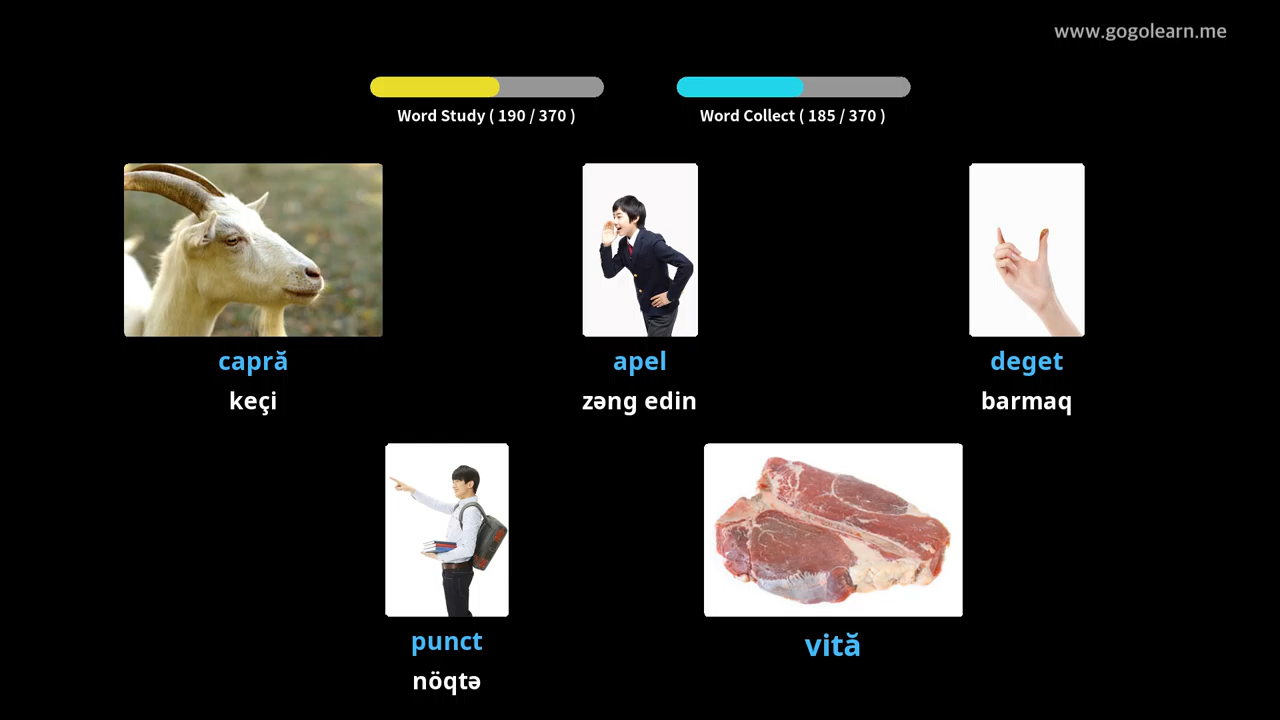 www.gogolearn.me
Word Study ( 190 / 370 )
Word Collect ( 185 / 370 )
capră
keçi
apel
zəng edin
deget
barmaq
punct
nöqtə
vită